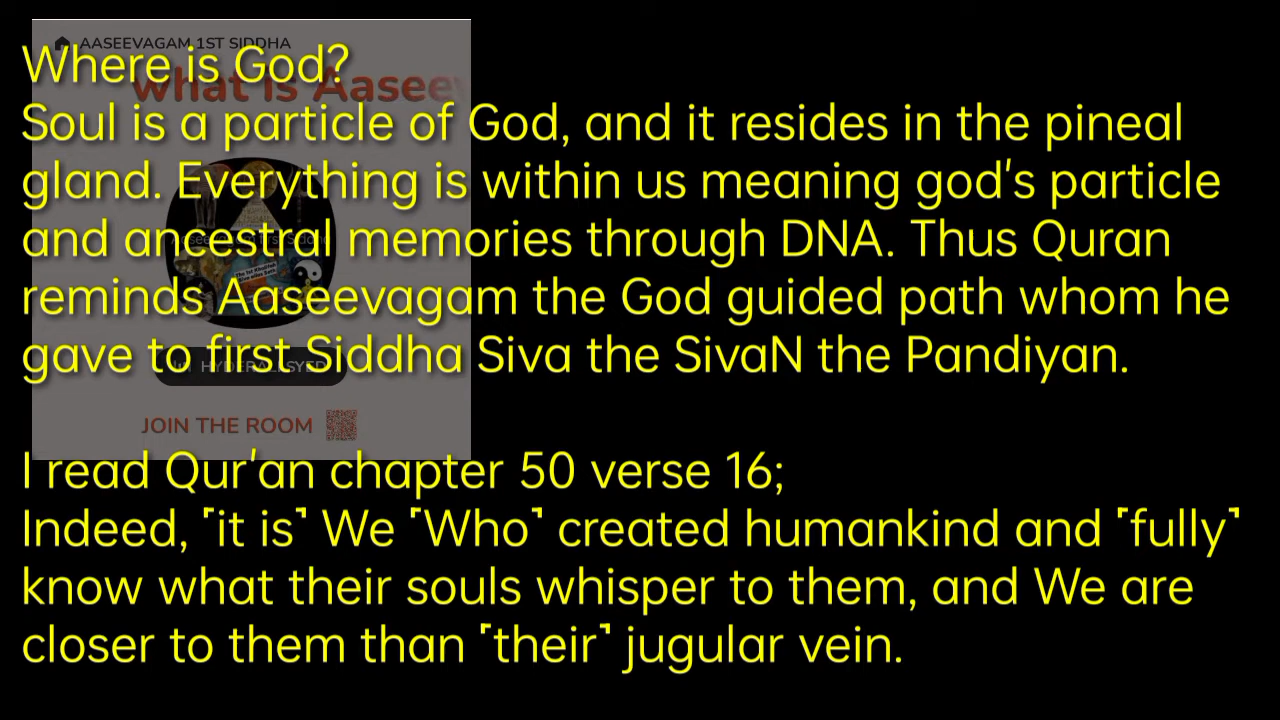 AASEEVAGAM 1ST SIDDHA
Where is God?
what is Aaseev
Soul is a particle of God, and it resides in the pineal
gland. Everything is within us meaning god's particle
and ancestral memories through DNA. Thus Quran
reminds Aaseevagam the God guided path whom he
gave to first Siddha Siva the SivaN the Pandiyan.
JOIN THE ROOM
I read Qur'an chapter 50 verse 16;
Indeed, ˹it is˺ We ˹Who˺ created humankind and ˹fully˺
know what their souls whisper to them, and We are
closer to them than ˹their˺ jugular vein.